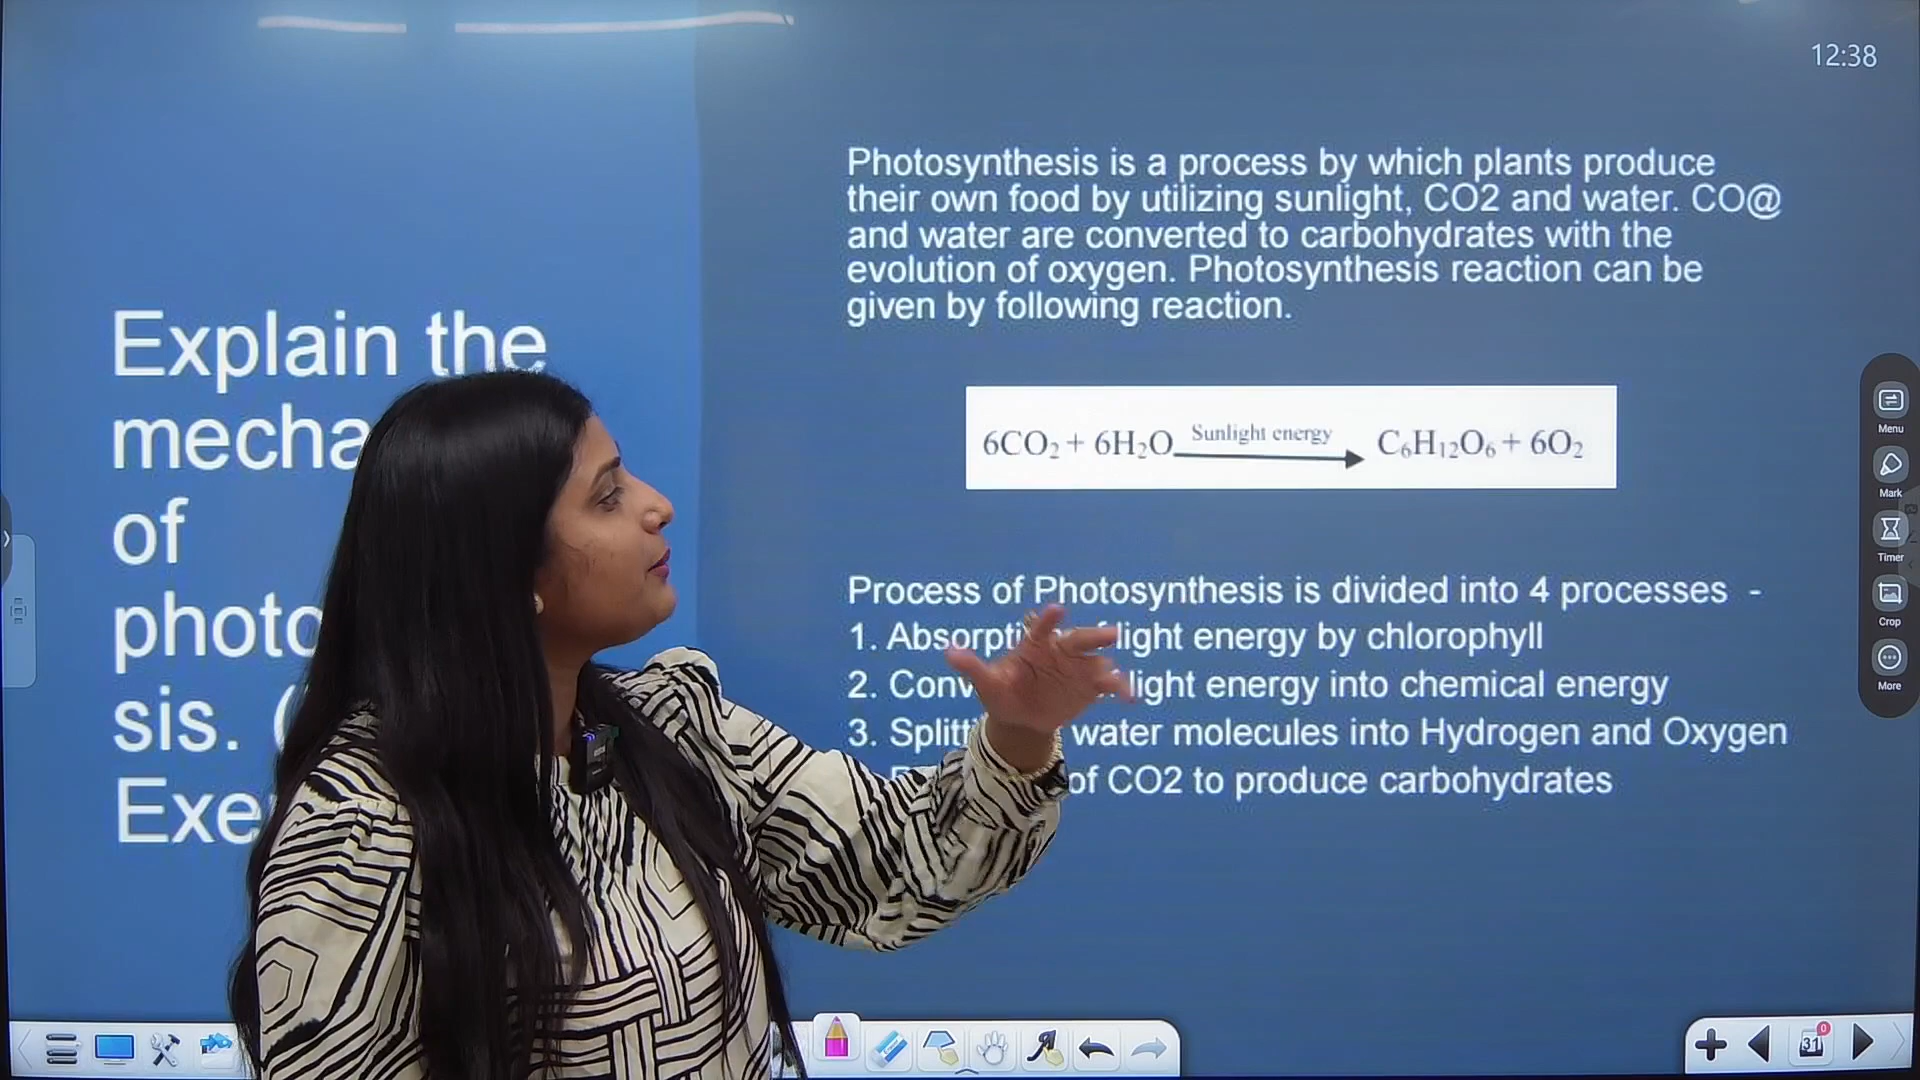 12:38
Explain the
mecha
of
photo
sis.
Exe
Photosynthesis is a process by which plants produce
their own food by utilizing sunlight, CO2 and water. CO@
and water are converted to carbohydrates with the
evolution of oxygen. Photosynthesis reaction can be
given by following reaction.
6CO₂ + 6H₂O Sunlight energy C₆H₁₂O₆ + 6O₂
Process of Photosynthesis is divided into 4 processes -
1. Absorpti light energy by chlorophyll
2. Conv light energy into chemical energy
3. Splitt water molecules into Hydrogen and Oxygen
of CO2 to produce carbohydrates
Menu
Mark
Timer
Crop
More
0
31